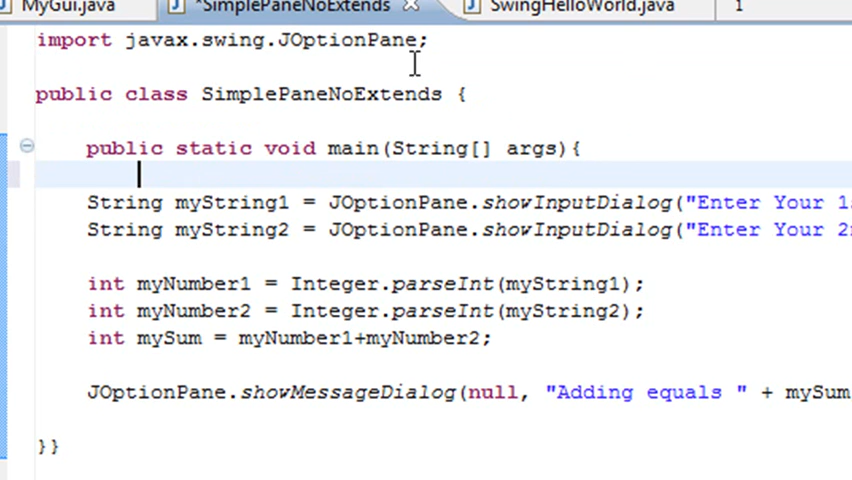 MyGui.java *SimplePaneNoExtends SwingHelloWorld.java 1
import javax.swing.JOptionPane;
public class SimplePaneNoExtends {
public static void main(String[] args){
String myString1 = JOptionPane.showInputDialog("Enter Your 1
String myString2 = JOptionPane.showInputDialog("Enter Your 2
int myNumber1 = Integer.parseInt(myString1);
int myNumber2 = Integer.parseInt(myString2);
int mySum = myNumber1+myNumber2;
JOptionPane.showMessageDialog(null, "Adding equals " + mySum
}}